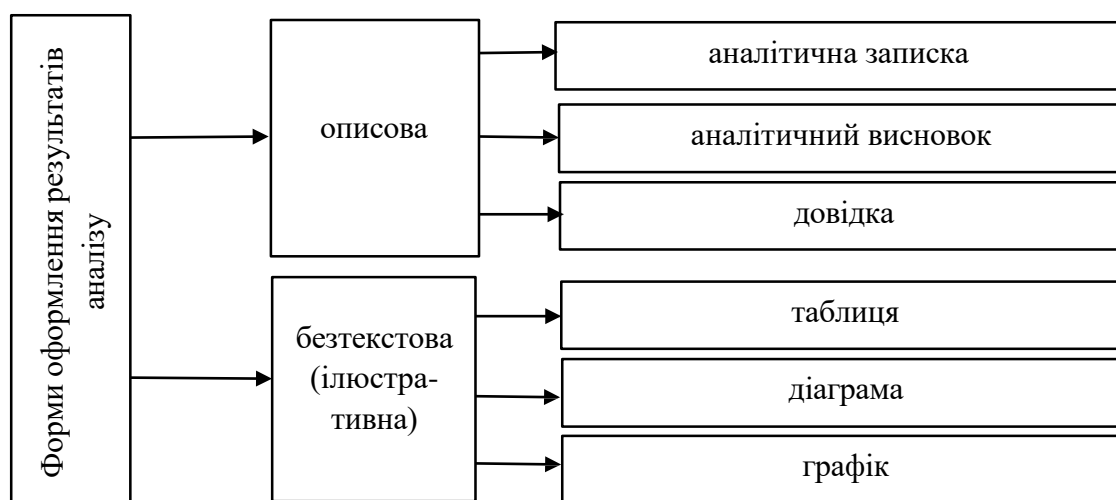 Форми оформлення результатів
аналізу
описова
аналітична записка
аналітичний висновок
довідка
безтекстова
(ілюстра-
тивна)
таблиця
діаграма
графік